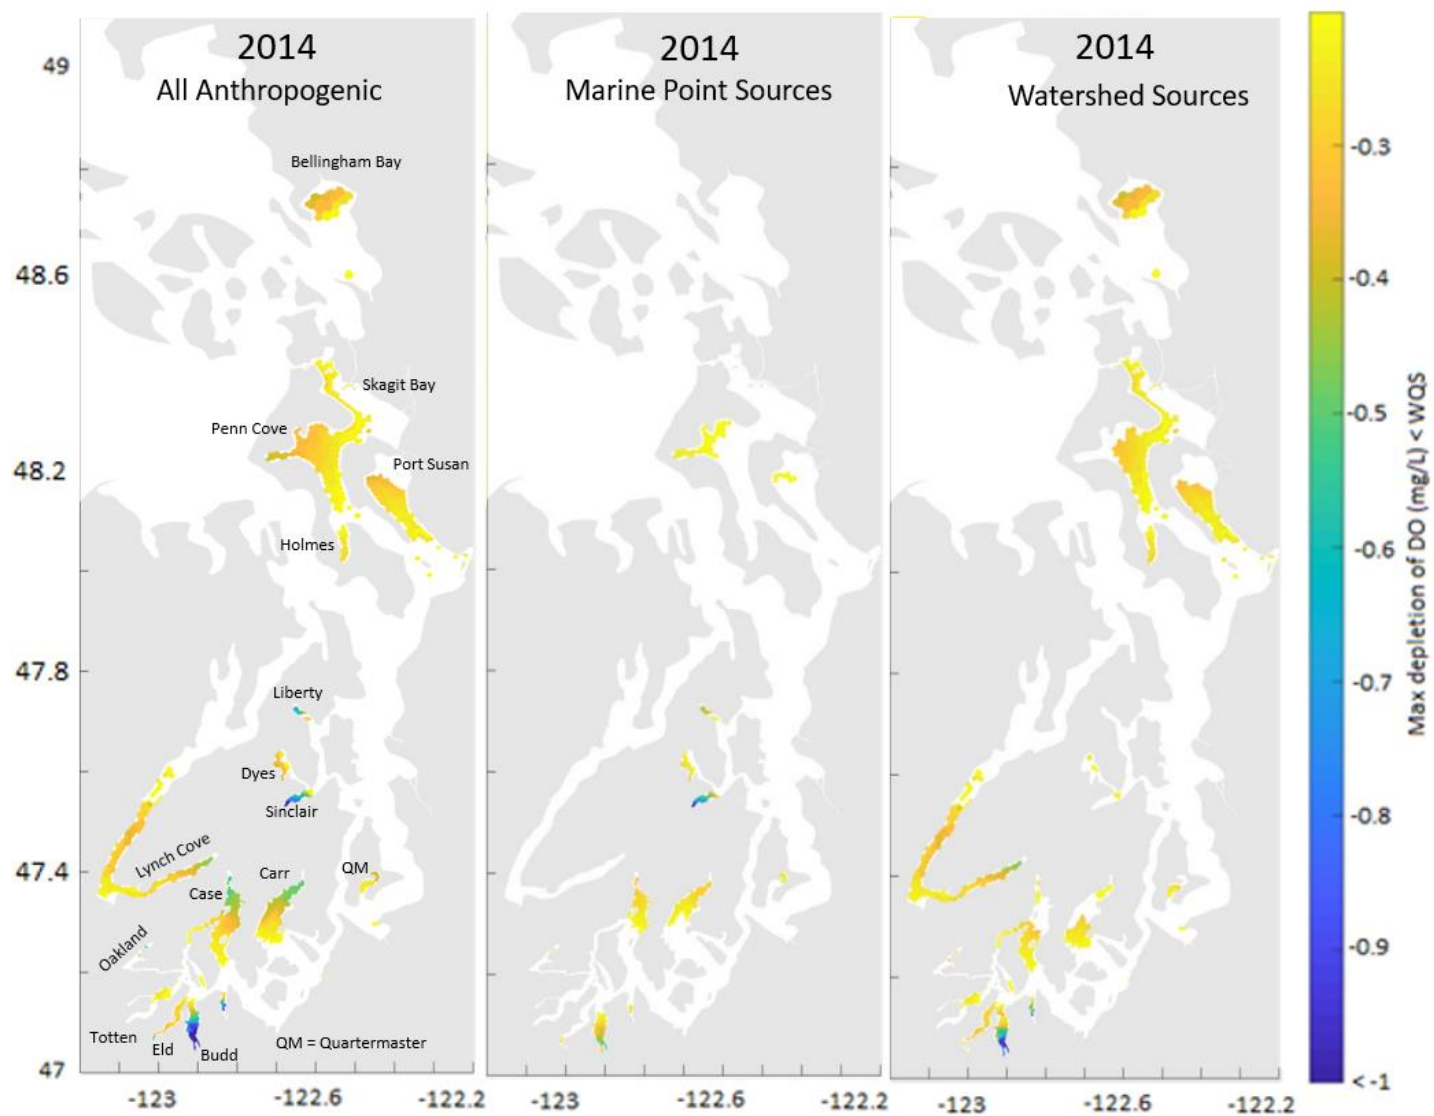 2014
All Anthropogenic
2014
Marine Point Sources
2014
Watershed Sources
49
48.6
48.2
47.8
47.4
47
Bellingham Bay
Skagit Bay
Penn Cove
Port Susan
Holmes
Liberty
Dyes
Sinclair
Lynch Cove
QM
Carr
Case
Oakland
Totten
Eld
Budd
QM = Quartermaster
-123
-122.6
-122.2
-123
-122.6
-122.2
-123
-122.6
-122.2
-0.3
-0.4
-0.5
-0.6
-0.7
-0.8
-0.9
< -1
Max depletion of DO (mg/L) < WQS